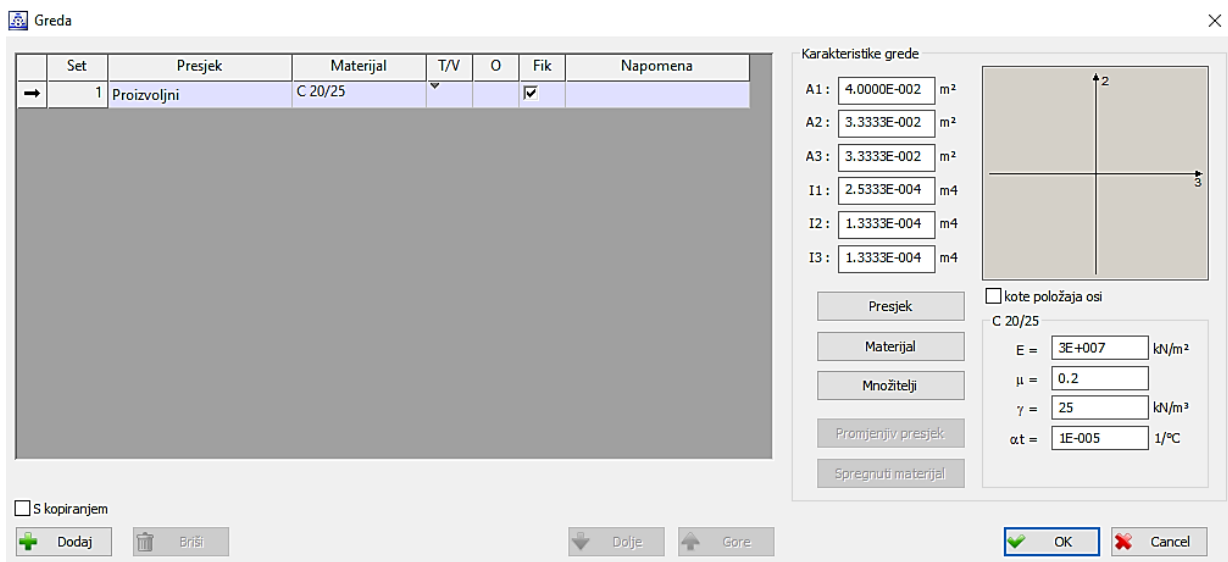 Greda
Set Presjek Materijal T/V O Fik Napomena
1 Proizvoljni C 20/25
S kopiranjem
Dodaj Briši Dolje Gore
Karakteristike grede
A1 : 4.0000E-002 m²
A2 : 3.3333E-002 m²
A3 : 3.3333E-002 m²
I1 : 2.5333E-004 m4
I2 : 1.3333E-004 m4
I3 : 1.3333E-004 m4
2
3
Presjek
Materijal
Množitelji
Promjenjiv presjek
Spregnuti materijal
kote položaja osi
C 20/25
E = 3E+007 kN/m²
μ = 0.2
γ = 25 kN/m³
αt = 1E-005 1/°C
OK Cancel